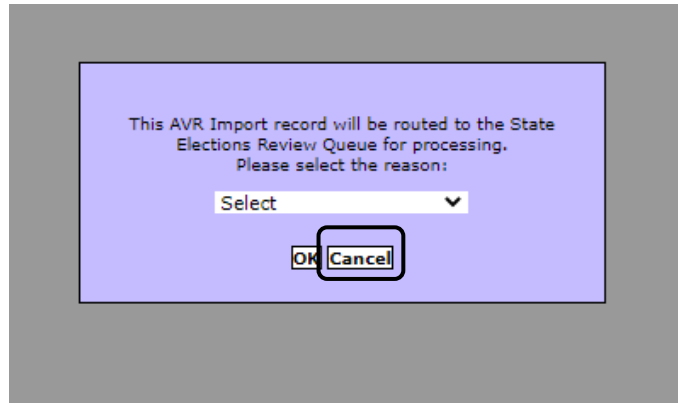 This AVR Import record will be routed to the State
Elections Review Queue for processing.
Please select the reason:
Select
OK Cancel